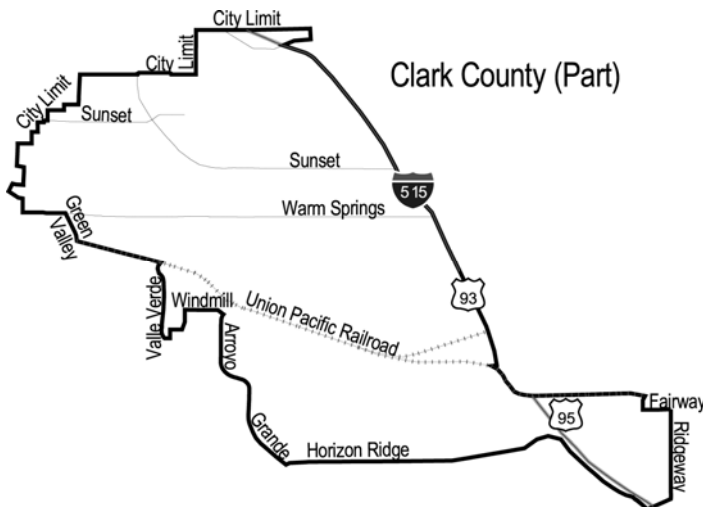 City Limit
City Limit
Clark County (Part)
City Limit
Sunset
Sunset
515
Green Valley
Warm Springs
Valle Verde
Windmill
Union Pacific Railroad
93
Arroyo Grande
Fairway
95
Ridgeway
Horizon Ridge